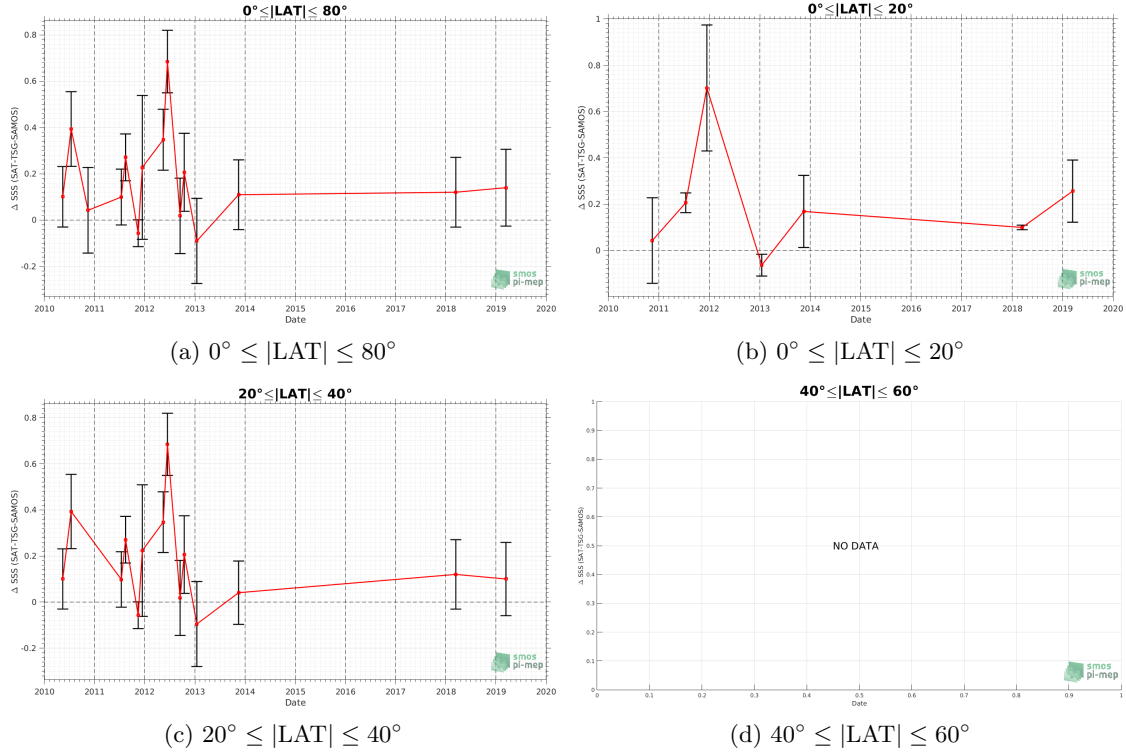 0°≤|LAT|≤ 80°
0.8
0.6
0.4
0.2
0
-0.2
Δ SSS (SAT-TSG-SAMOS)
2010 2011 2012 2013 2014 2015 2016 2017 2018 2019 2020
Date
smos
pi-mep
(a) 0° ≤ |LAT| ≤ 80°
0°≤|LAT|≤ 20°
1
0.8
0.6
0.4
0.2
0
Δ SSS (SAT-TSG-SAMOS)
2010 2011 2012 2013 2014 2015 2016 2017 2018 2019 2020
Date
smos
pi-mep
(b) 0° ≤ |LAT| ≤ 20°
20°≤|LAT|≤ 40°
0.8
0.6
0.4
0.2
0
-0.2
Δ SSS (SAT-TSG-SAMOS)
2010 2011 2012 2013 2014 2015 2016 2017 2018 2019 2020
Date
smos
pi-mep
(c) 20° ≤ |LAT| ≤ 40°
40°≤|LAT|≤ 60°
1
0.9
0.8
0.7
0.6
0.5
0.4
0.3
0.2
0.1
0
Δ SSS (SAT-TSG-SAMOS)
NO DATA
0 0.1 0.2 0.3 0.4 0.5 0.6 0.7 0.8 0.9 1
Date
smos
pi-mep
(d) 40° ≤ |LAT| ≤ 60°